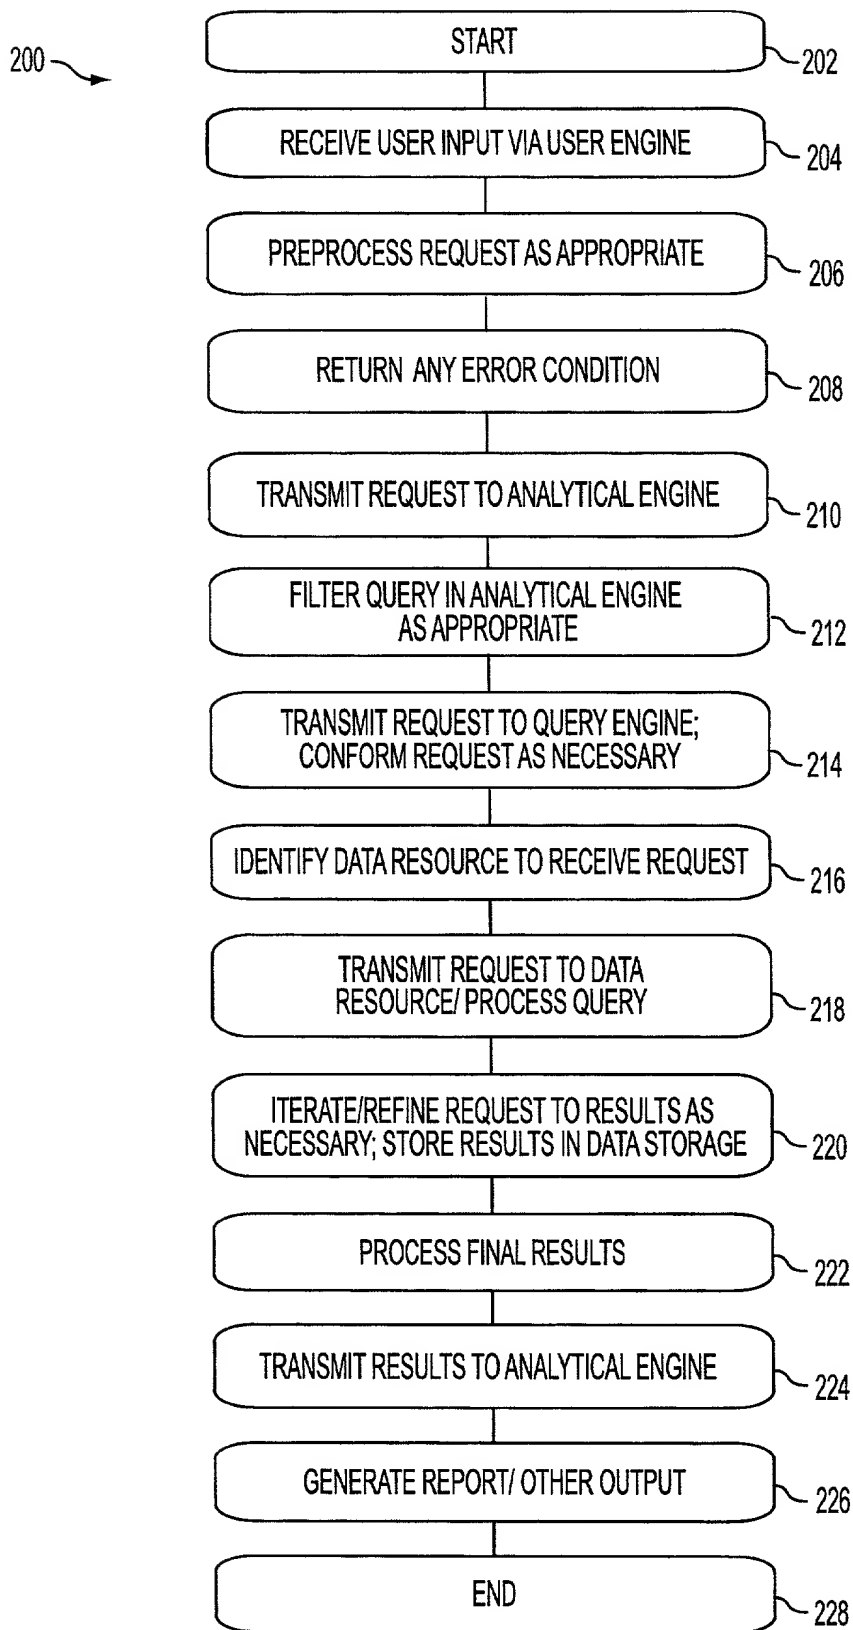 200
START
202
RECEIVE USER INPUT VIA USER ENGINE
204
PREPROCESS REQUEST AS APPROPRIATE
206
RETURN ANY ERROR CONDITION
208
TRANSMIT REQUEST TO ANALYTICAL ENGINE
210
FILTER QUERY IN ANALYTICAL ENGINE
AS APPROPRIATE
212
TRANSMIT REQUEST TO QUERY ENGINE;
CONFORM REQUEST AS NECESSARY
214
IDENTIFY DATA RESOURCE TO RECEIVE REQUEST
216
TRANSMIT REQUEST TO DATA
RESOURCE/ PROCESS QUERY
218
ITERATE/REFINE REQUEST TO RESULTS AS
NECESSARY; STORE RESULTS IN DATA STORAGE
220
PROCESS FINAL RESULTS
222
TRANSMIT RESULTS TO ANALYTICAL ENGINE
224
GENERATE REPORT/ OTHER OUTPUT
226
END
228